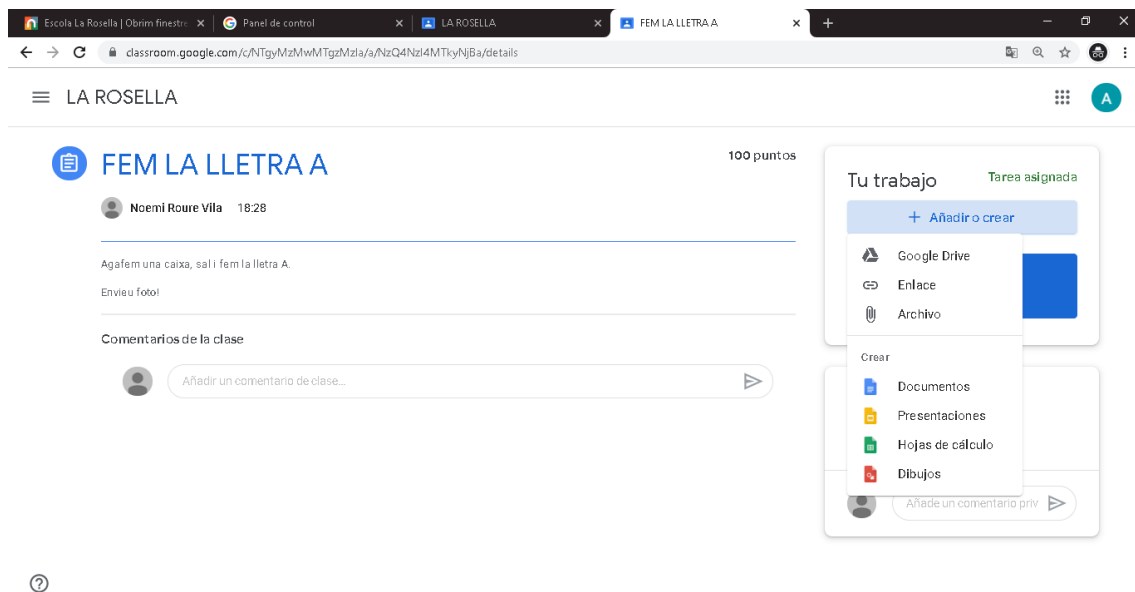 Escola La Rosella | Obrim finestre
Panel de control
LA ROSELLA
FEM LA LLETRA A
classroom.google.com/c/NTgyMzMwMTgzMzla/a/NzQ4NzI4MTkyNjBa/details
LA ROSELLA
A
FEM LA LLETRA A
100 puntos
Noemi Roure Vila 18:28
Agafem una caixa, sal i fem la lletra A.
Envieu foto!
Comentarios de la clase
Añadir un comentario de clase...
Tu trabajo
Tarea asignada
+ Añadir o crear
Google Drive
Enlace
Archivo
Crear
Documentos
Presentaciones
Hojas de cálculo
Dibujos
Añade un comentario priv